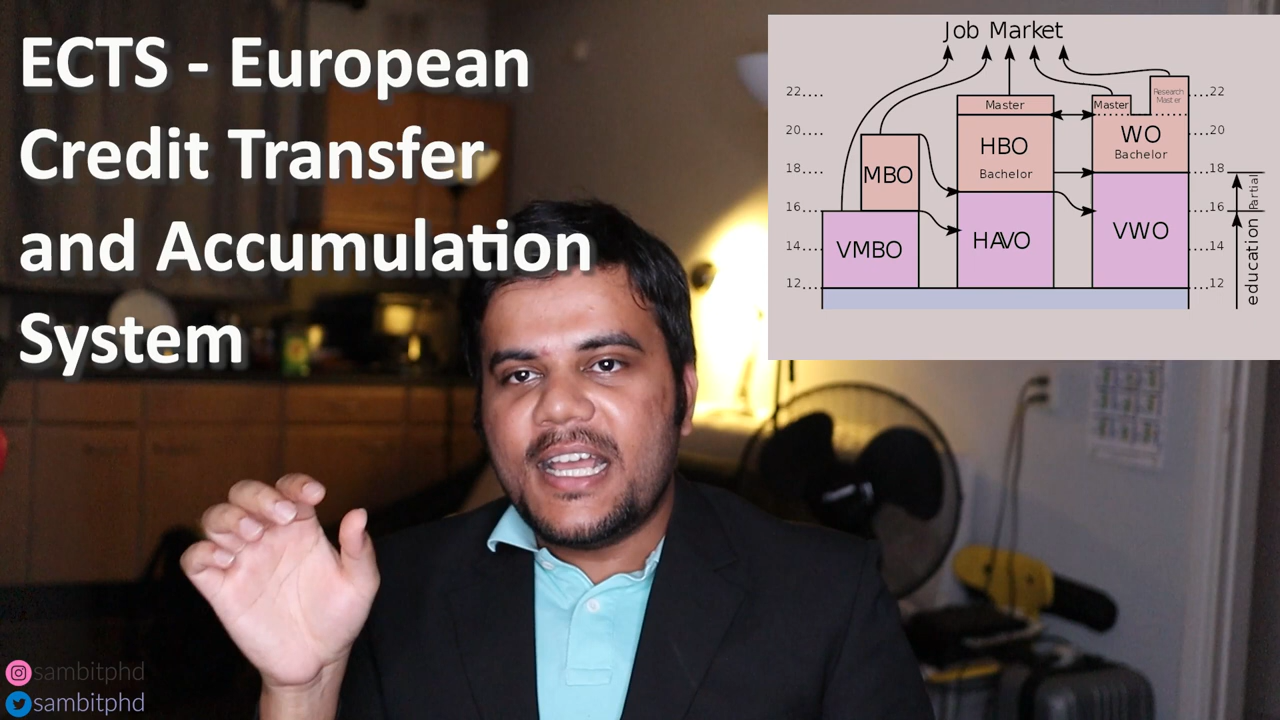 ECTS - European
Credit Transfer
and Accumulation
System
Job Market
22....
....22
Master
Master
Research
Master
20....
....20
HBO
WO
Bachelor
MBO
18....
Bachelor
....18
16....
....16
VMBO
HAVO
VWO
14....
....14
12....
....12
Partial
education
sambitphd
sambitphd